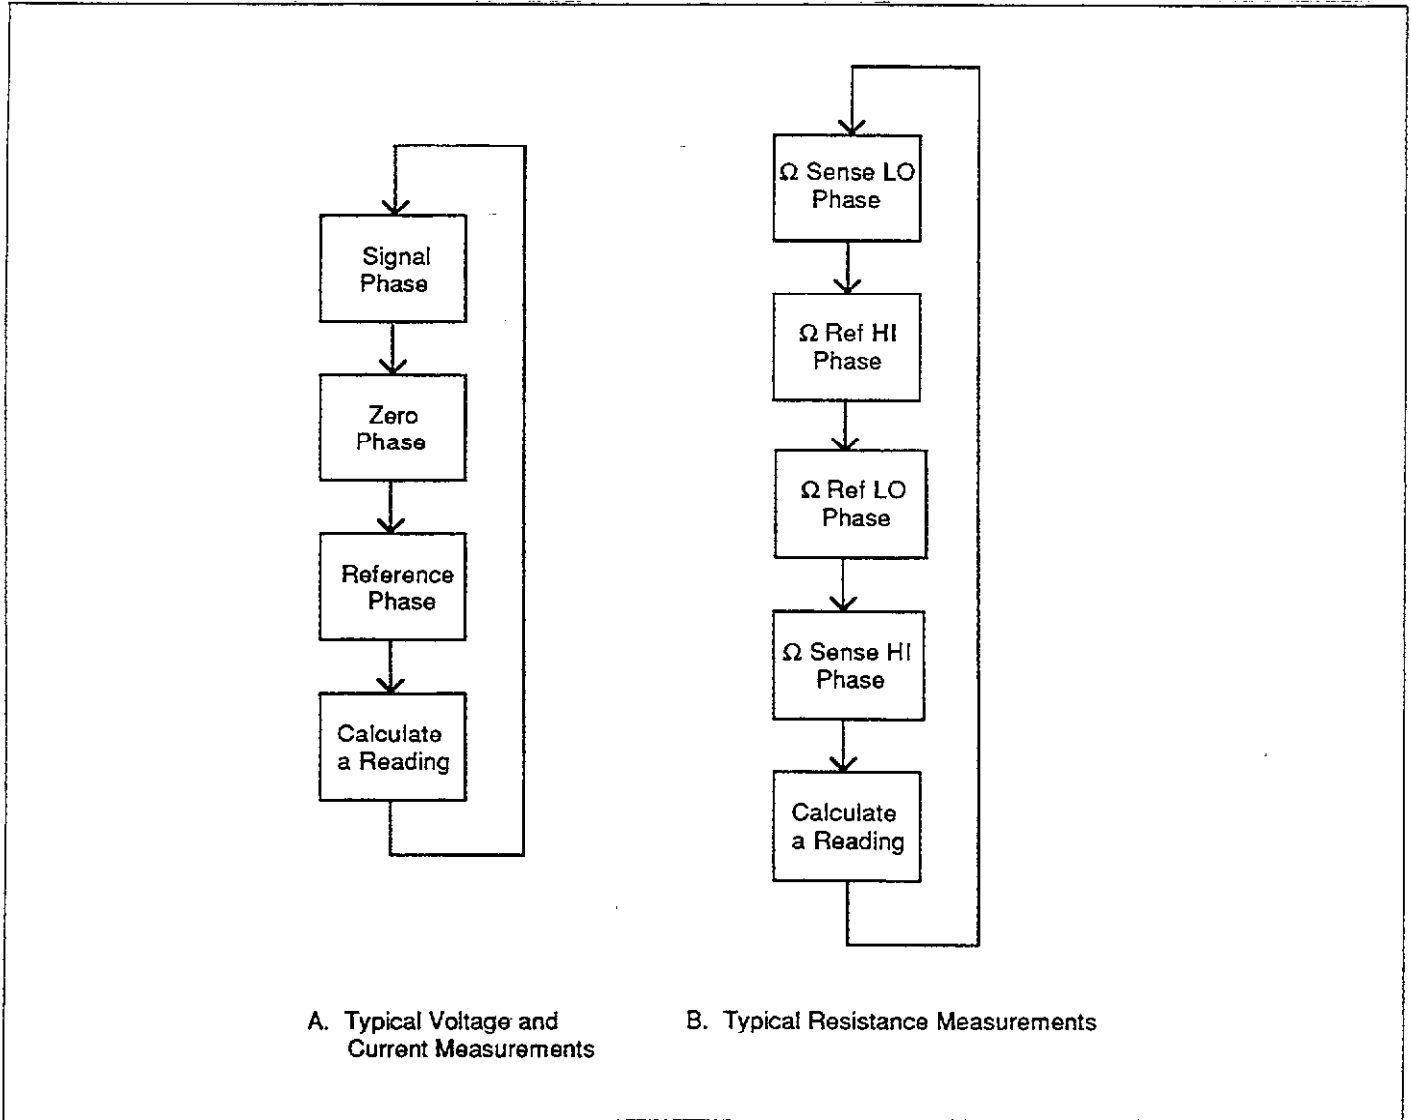 Signal
Phase
Zero
Phase
Reference
Phase
Calculate
a Reading
A. Typical Voltage and
Current Measurements
Ω Sense LO
Phase
Ω Ref HI
Phase
Ω Ref LO
Phase
Ω Sense HI
Phase
Calculate
a Reading
B. Typical Resistance Measurements